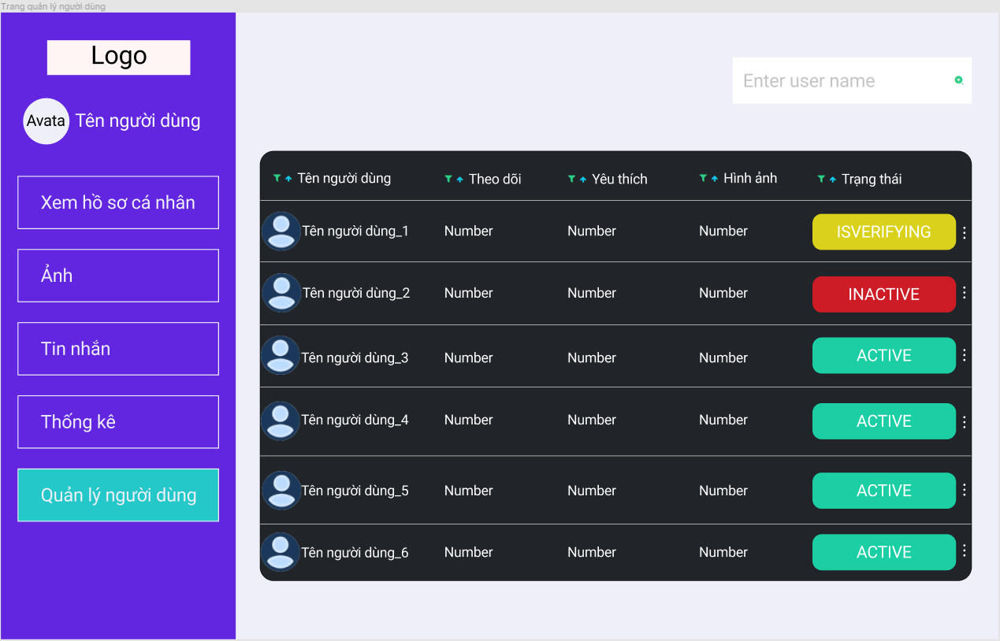 Trang quản lý người dùng
Logo
Avata Tên người dùng
Enter user name
Xem hồ sơ cá nhân
Ảnh
Tin nhắn
Thống kê
Quản lý người dùng
Tên người dùng Theo dõi Yêu thích Hình ảnh Trạng thái
Tên người dùng_1 Number Number Number ISVERIFYING
Tên người dùng_2 Number Number Number INACTIVE
Tên người dùng_3 Number Number Number ACTIVE
Tên người dùng_4 Number Number Number ACTIVE
Tên người dùng_5 Number Number Number ACTIVE
Tên người dùng_6 Number Number Number ACTIVE